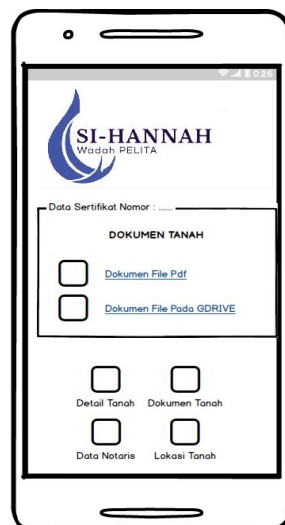 0:26
SI-HANNAH
Wadah PELITA
Data Sertifikat Nomor : .......
DOKUMEN TANAH
Dokumen File Pdf
Dokumen File Pada GDRIVE
Detail Tanah Dokumen Tanah
Data Notaris Lokasi Tanah